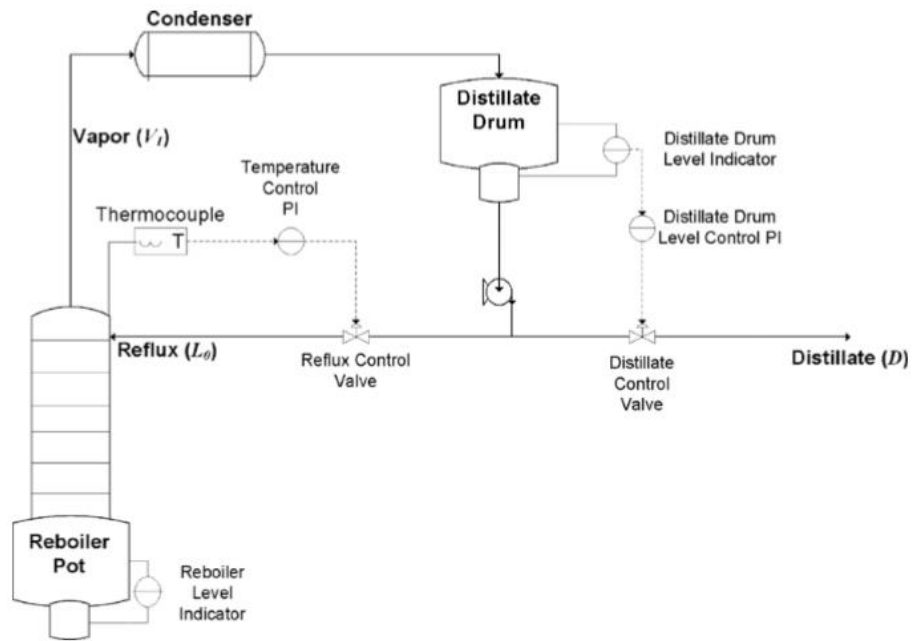 Condenser
Distillate
Drum
Vapor (V₁)
Distillate Drum
Level Indicator
Temperature
Control
PI
Thermocouple
T
Distillate Drum
Level Control PI
Reflux (L₀)
Reflux Control
Valve
Distillate
Control
Valve
Distillate (D)
Reboiler
Pot
Reboiler
Level
Indicator